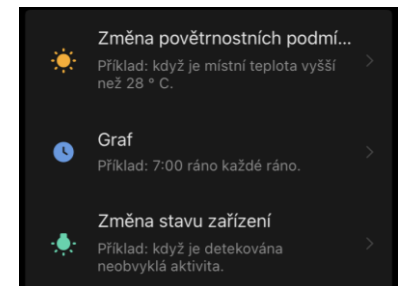 Změna povětrnostních podmí...
Příklad: když je místní teplota vyšší
než 28 ° C.
Graf
Příklad: 7:00 ráno každé ráno.
Změna stavu zařízení
Příklad: když je detekována
neobvyklá aktivita.